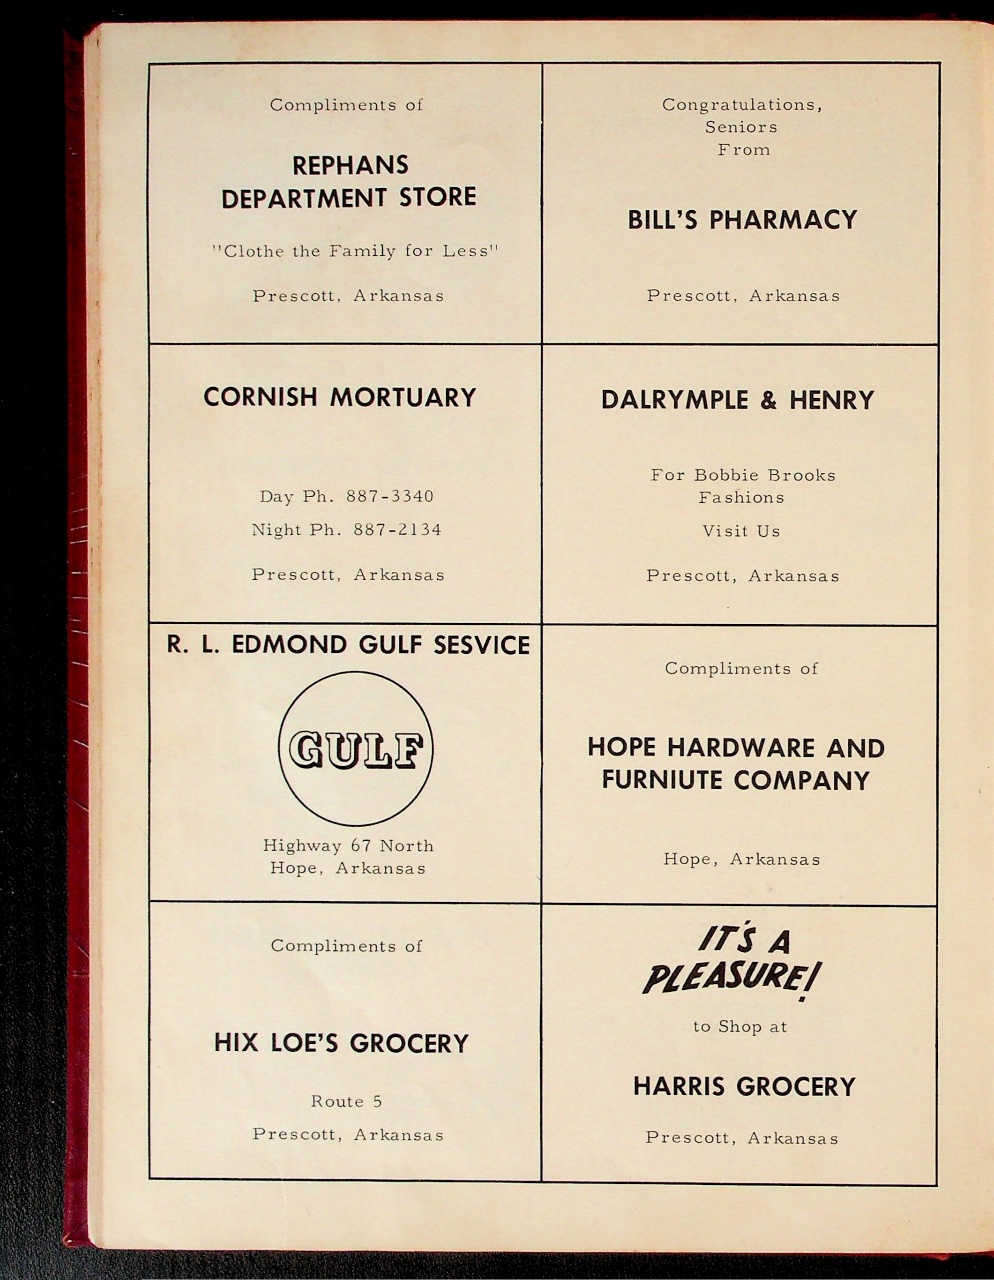 Compliments of
REPHANS
DEPARTMENT STORE
"Clothe the Family for Less"
Prescott, Arkansas
Congratulations,
Seniors
From
BILL'S PHARMACY
Prescott, Arkansas
CORNISH MORTUARY
Day Ph. 887-3340
Night Ph. 887-2134
Prescott, Arkansas
DALRYMPLE & HENRY
For Bobbie Brooks
Fashions
Visit Us
Prescott, Arkansas
R. L. EDMOND GULF SESVICE
GULF
Highway 67 North
Hope, Arkansas
Compliments of
HOPE HARDWARE AND
FURNIUTE COMPANY
Hope, Arkansas
Compliments of
HIX LOE'S GROCERY
Route 5
Prescott, Arkansas
IT'S A
PLEASURE!
to Shop at
HARRIS GROCERY
Prescott, Arkansas